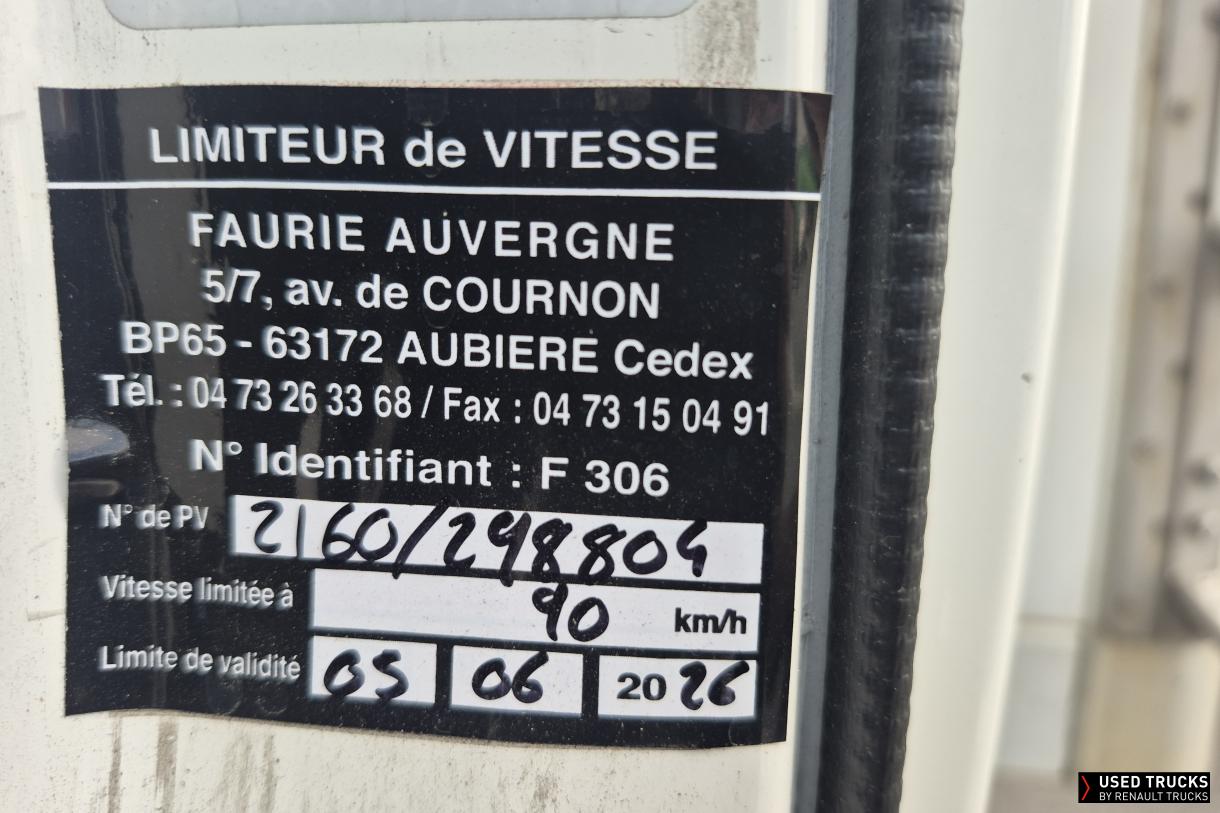 LIMITEUR de VITESSE
FAURIE AUVERGNE
5/7, av. de COURNON
BP65 - 63172 AUBIERE Cedex
Tél. : 04 73 26 33 68 / Fax : 04 73 15 04 91
N° Identifiant : F 306
N° de PV 2160/298804
Vitesse limitée à 90 km/h
Limite de validité 05 06 2026
USED TRUCKS
BY RENAULT TRUCKS